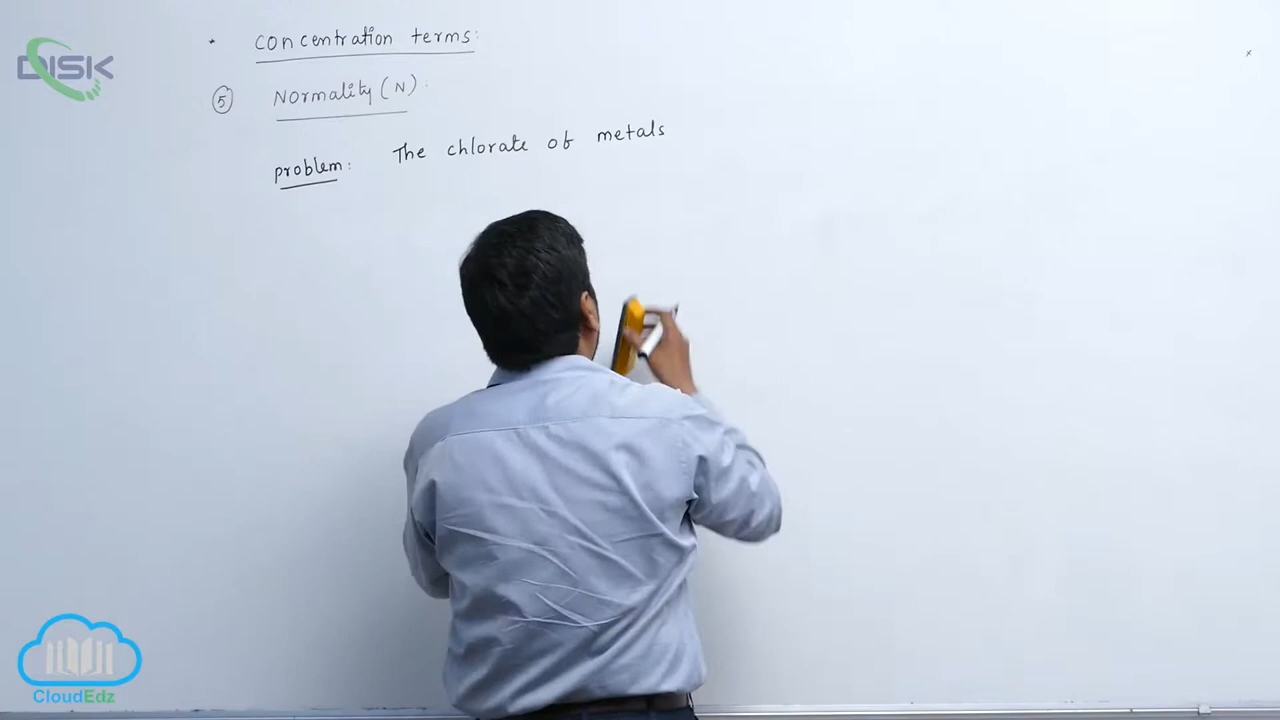 DISK
* concentration terms:
5 Normality (N):
problem: The chlorate of metals
CloudEdz